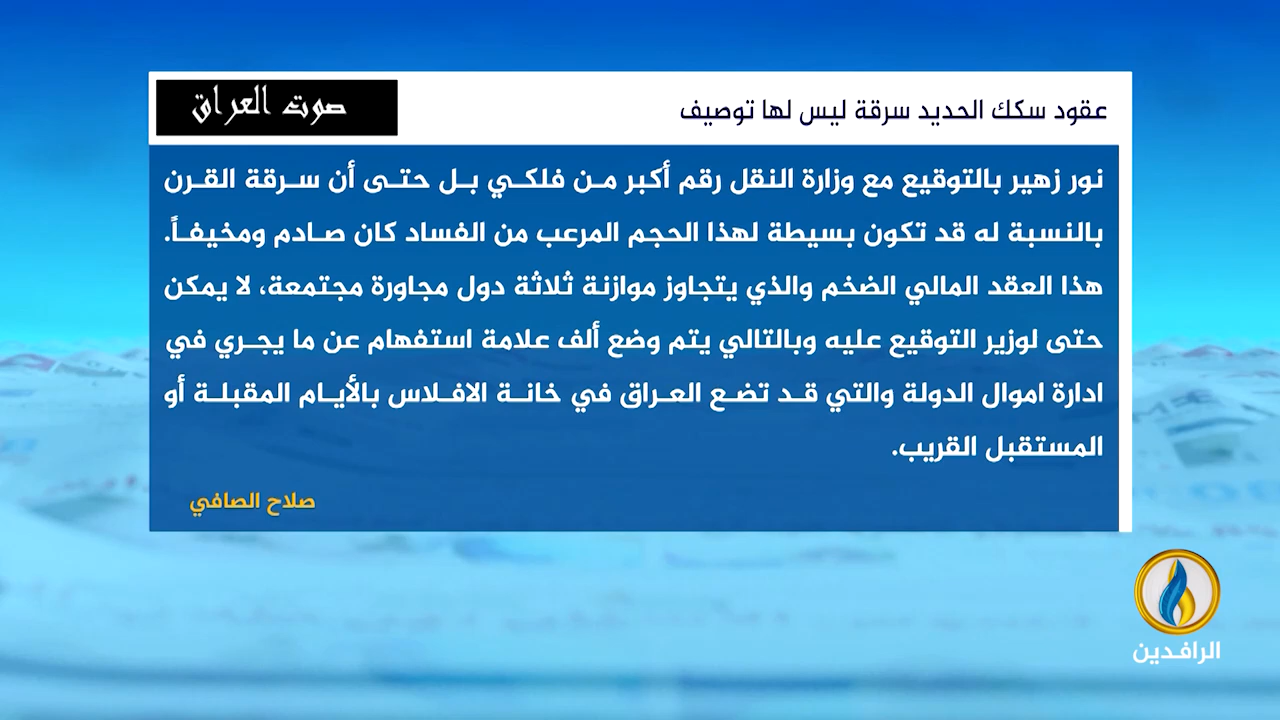 صوت العراق
عقود سكك الحديد سرقة ليس لها توصيف
نور زهير بالتوقيع مع وزارة النقل رقم أكبر من فلكي بل حتى أن سرقة القرن
بالنسبة له قد تكون بسيطة لهذا الحجم المرعب من الفساد كان صادم ومخيفاً.
هذا العقد المالي الضخم والذي يتجاوز موازنة ثلاثة دول مجاورة مجتمعة، لا يمكن
حتى لوزير التوقيع عليه وبالتالي يتم وضع ألف علامة استفهام عن ما يجري في
ادارة اموال الدولة والتي قد تضع العراق في خانة الافلاس بالأيام المقبلة أو
المستقبل القريب.
صلاح الصافي
الرافدين